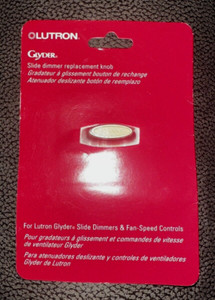 LUTRON
GLYDER®
Slide dimmer replacement knob
Gradateur à glissement bouton de rechange
Atenuador deslizante botón de reemplazo
For Lutron Glyder® Slide Dimmers & Fan-Speed Controls
Pour gradateurs à glissement et commandes de vitesse
de ventilateur Glyder
Para atenuadores deslizante y controles de ventiladores
Glyder de Lutron